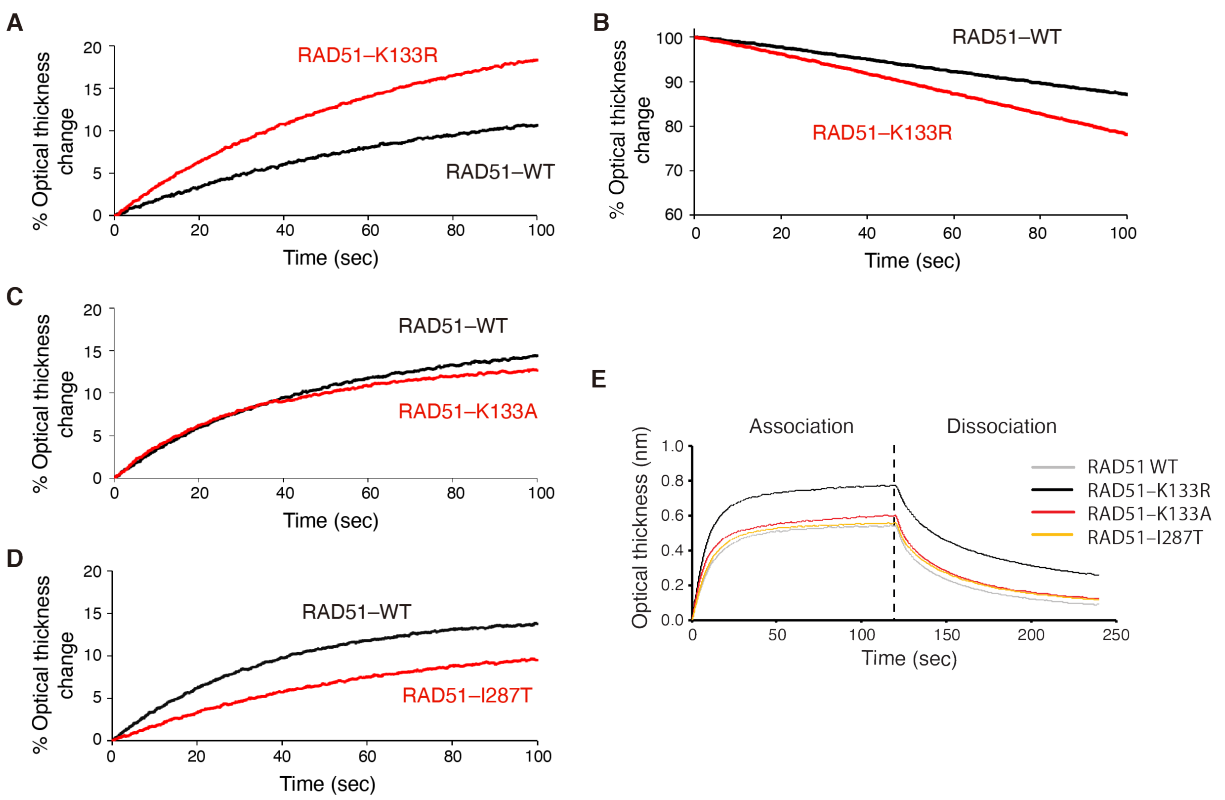 A
% Optical thickness
change
20
15
10
5
0
RAD51–K133R
RAD51–WT
0 20 40 60 80 100
Time (sec)
B
% Optical thickness
change
100
90
80
70
60
RAD51–WT
RAD51–K133R
0 20 40 60 80 100
Time (sec)
C
% Optical thickness
change
20
15
10
5
0
RAD51–WT
RAD51–K133A
0 20 40 60 80 100
Time (sec)
D
% Optical thickness
change
20
15
10
5
0
RAD51–WT
RAD51–I287T
0 20 40 60 80 100
Time (sec)
E
Association Dissociation
Optical thickness (nm)
1.0
0.8
0.6
0.4
0.2
0.0
RAD51 WT
RAD51–K133R
RAD51–K133A
RAD51–I287T
0 50 100 150 200 250
Time (sec)